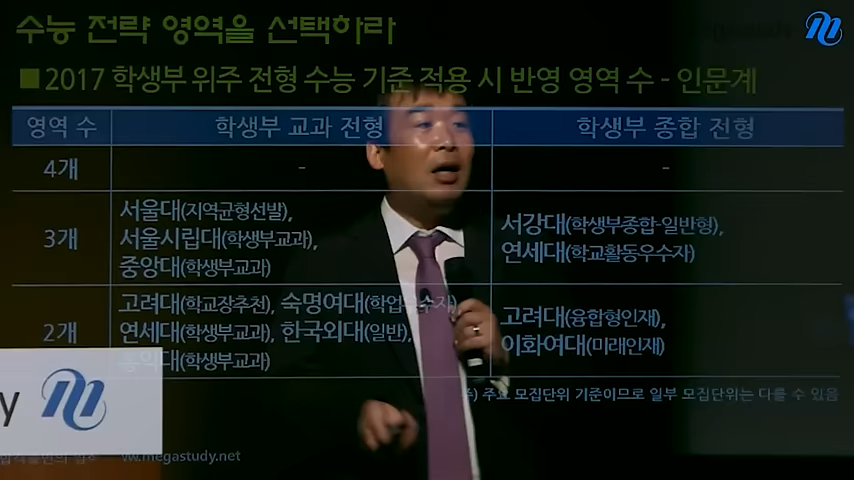 수능 전략 영역을 선택하라
■2017 학생부 위주 전형 수능 기준 적용 시 반영 영역 수 - 인문계
영역 수 학생부 교과 전형 학생부 종합 전형
4개 - -
3개
서울대(지역균형선발),
서울시립대(학생부교과),
중앙대(학생부교과)
서강대(학생부종합-일반형),
연세대(학교활동우수자)
2개
고려대(학교장추천), 숙명여대(학업우수자)
연세대(학생부교과), 한국외대(일반),
홍익대(학생부교과)
고려대(융합형인재),
이화여대(미래인재)
주) 주요 모집단위 기준이므로 일부 모집단위는 다를 수 있음
y
megastudy.net